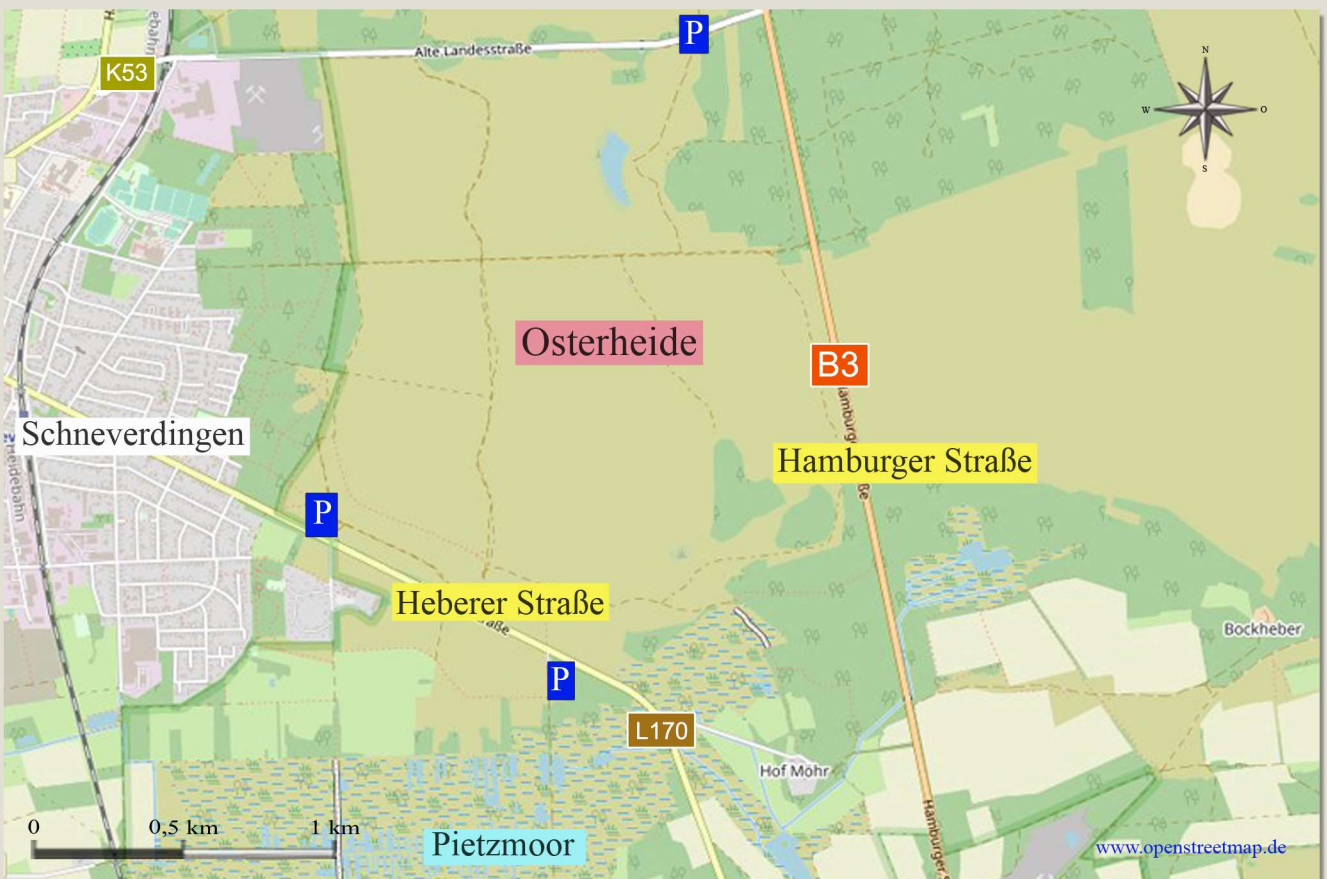 P
Alte Landesstraße
K53
N
W
O
S
Osterheide
B3
Schneverdingen
Hamburger Straße
Heidebahn
P
Heberer Straße
Bockheber
P
L170
Hof Möhr
0
0,5 km
1 km
Pietzmoor
www.openstreetmap.de